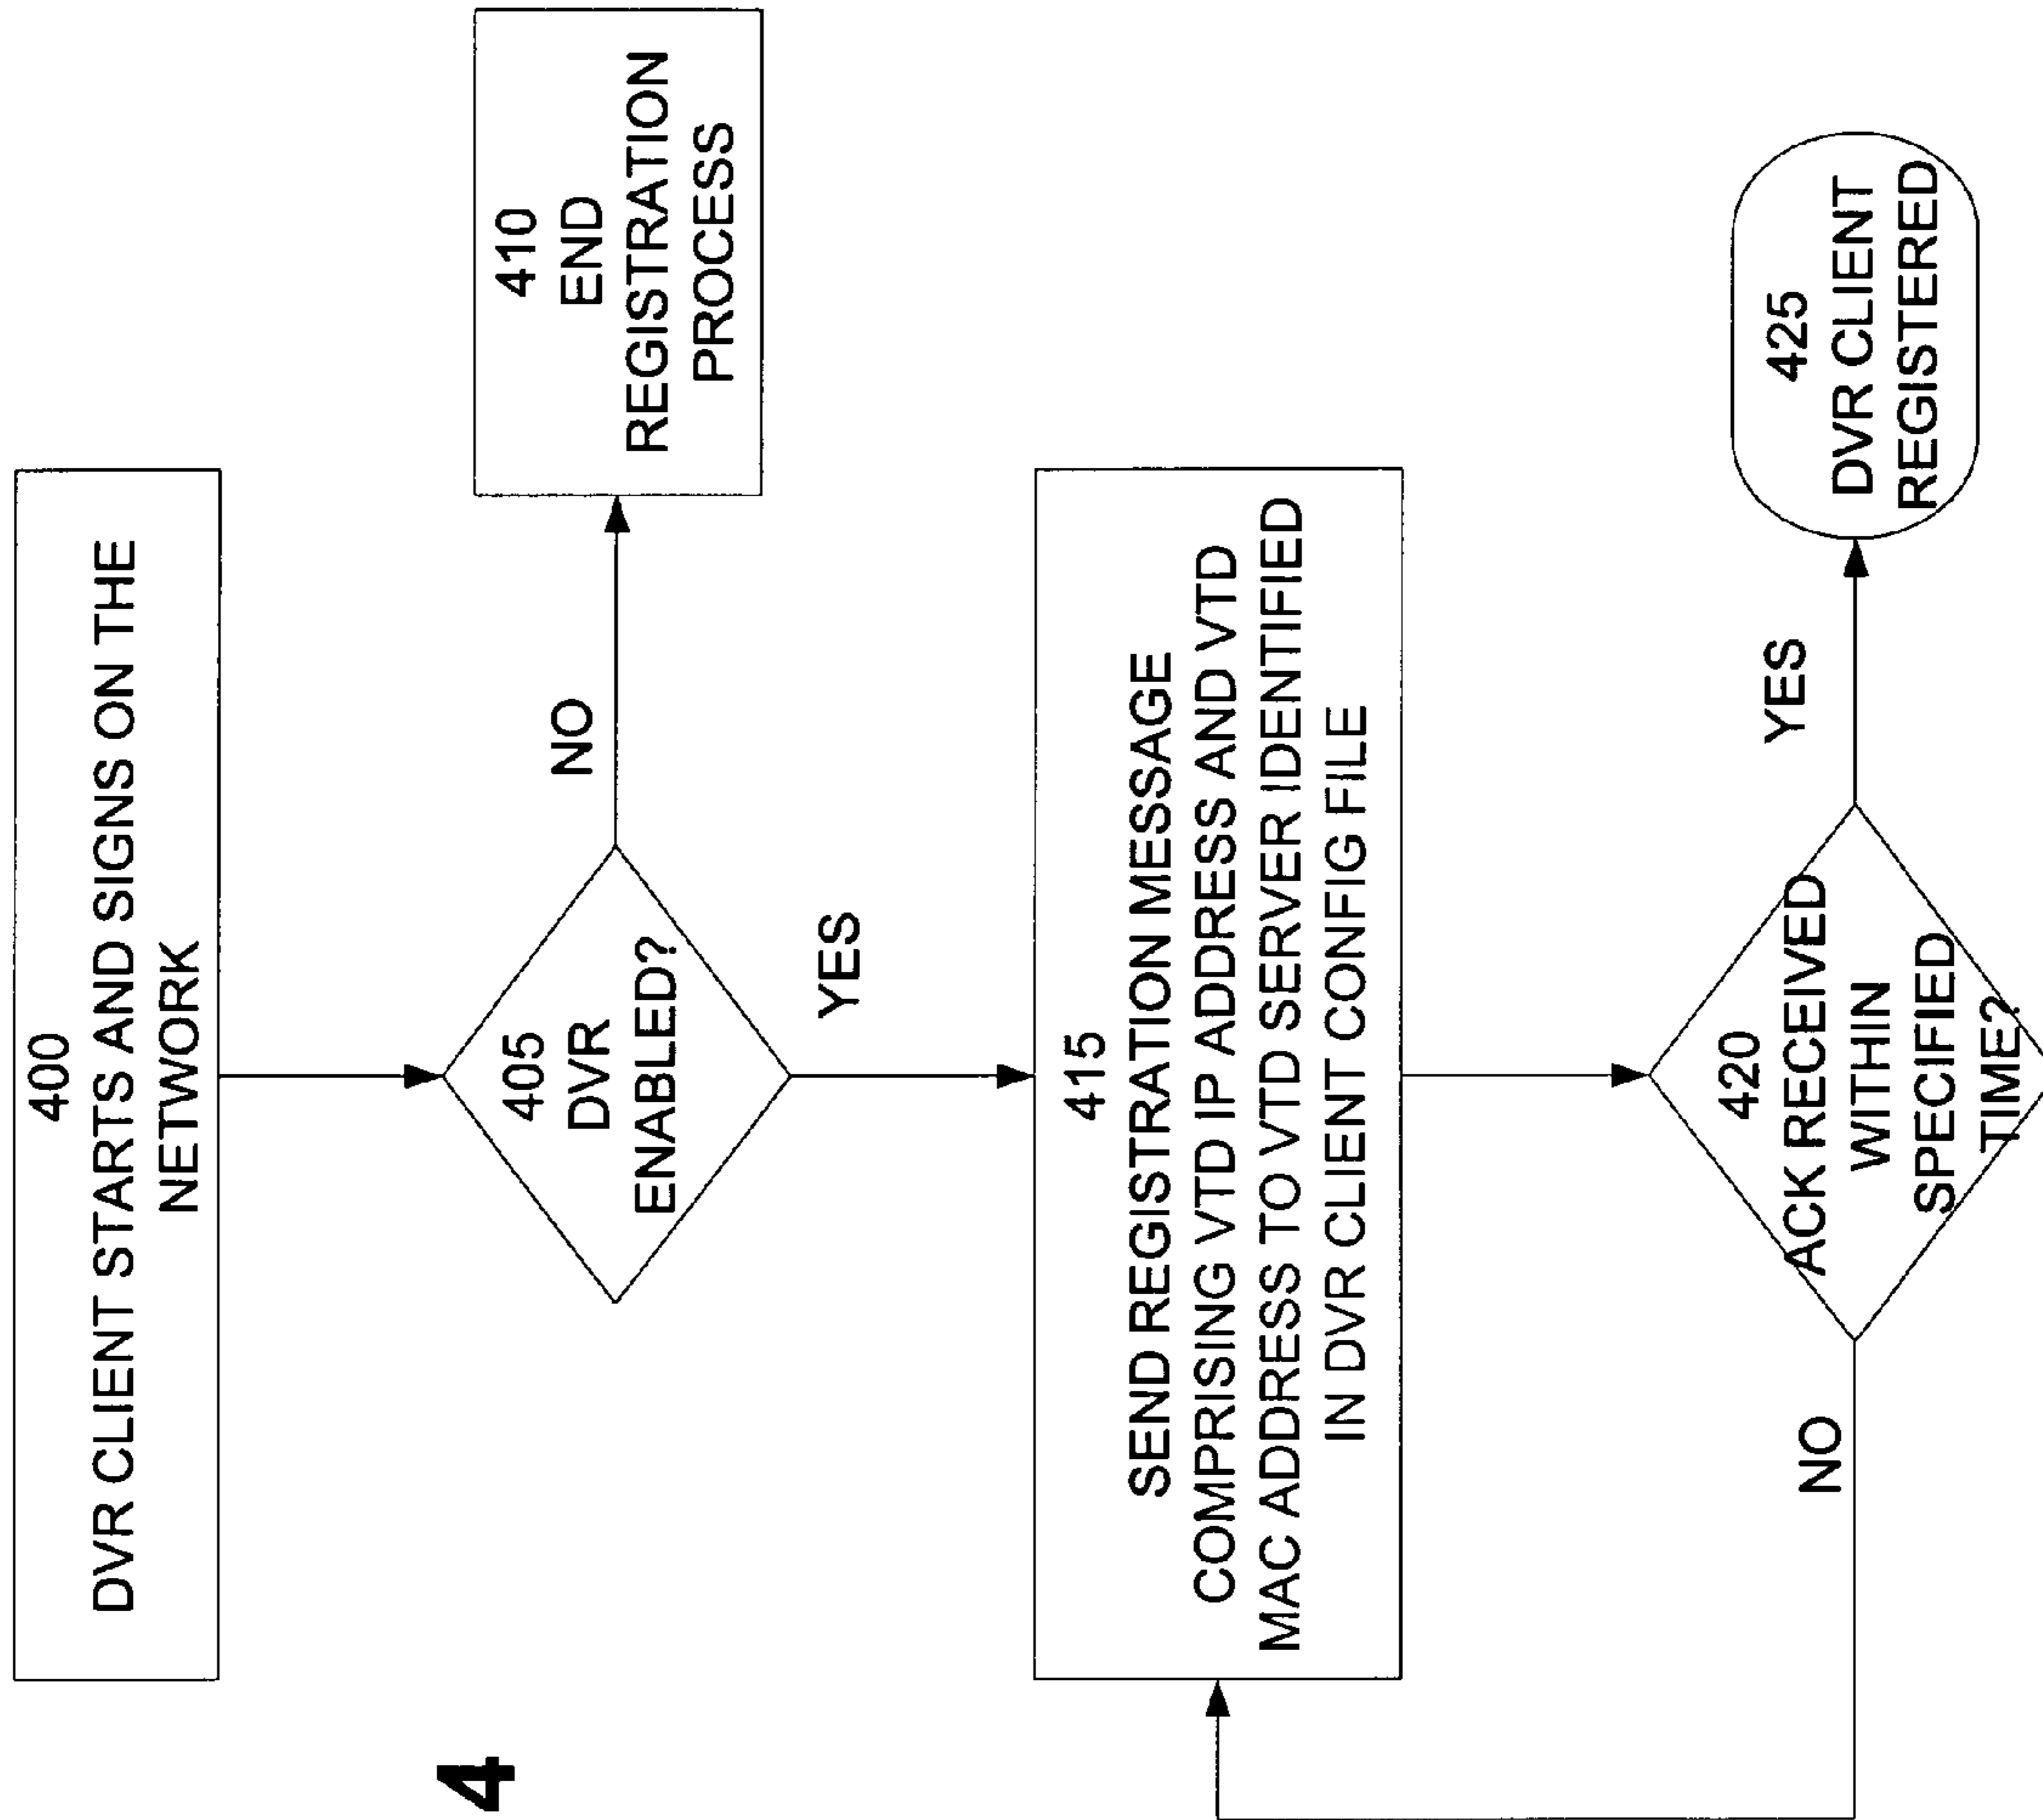 400
DVR CLIENT STARTS AND SIGNS ON THE
NETWORK
405
DVR
ENABLED?
NO
410
END
REGISTRATION
PROCESS
YES
415
SEND REGISTRATION MESSAGE
COMPRISING VTD IP ADDRESS AND VTD
MAC ADDRESS TO VTD SERVER IDENTIFIED
IN DVR CLIENT CONFIG FILE
420
ACK RECEIVED
WITHIN
SPECIFIED
TIME?
NO
YES
425
DVR CLIENT
REGISTERED
4